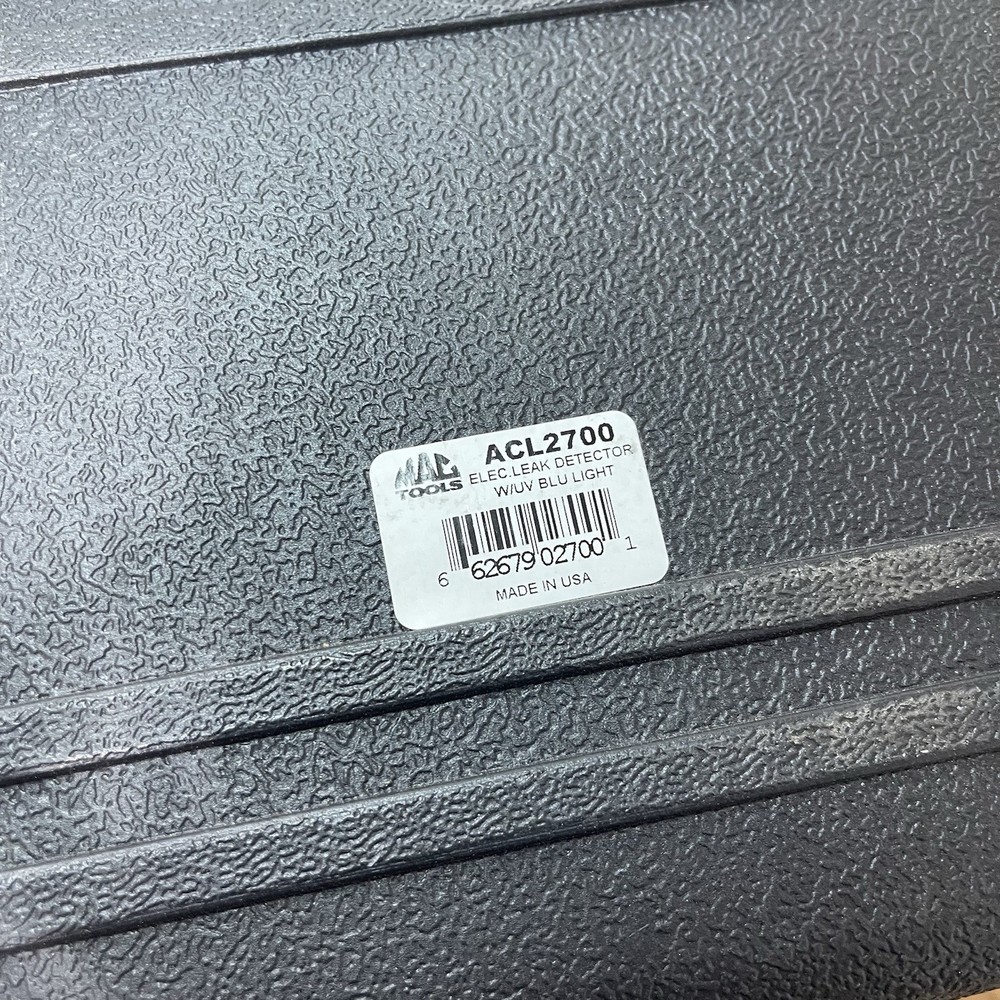 MAC
TOOLS
ACL2700
ELEC.LEAK DETECTOR
W/UV BLU LIGHT
6 62679 02700 1
MADE IN USA